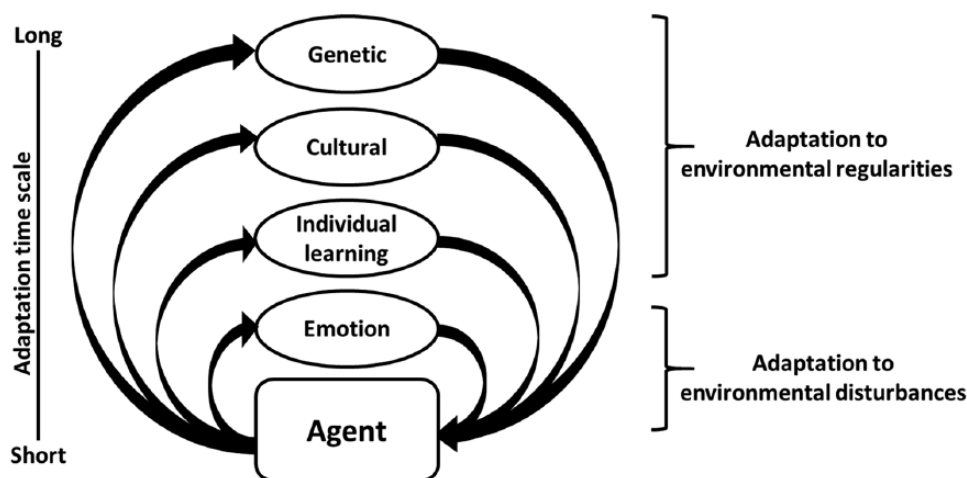 Long
Genetic
Cultural
Adaptation to
environmental regularities
Individual
learning
Adaptation time scale
Emotion
Adaptation to
environmental disturbances
Agent
Short